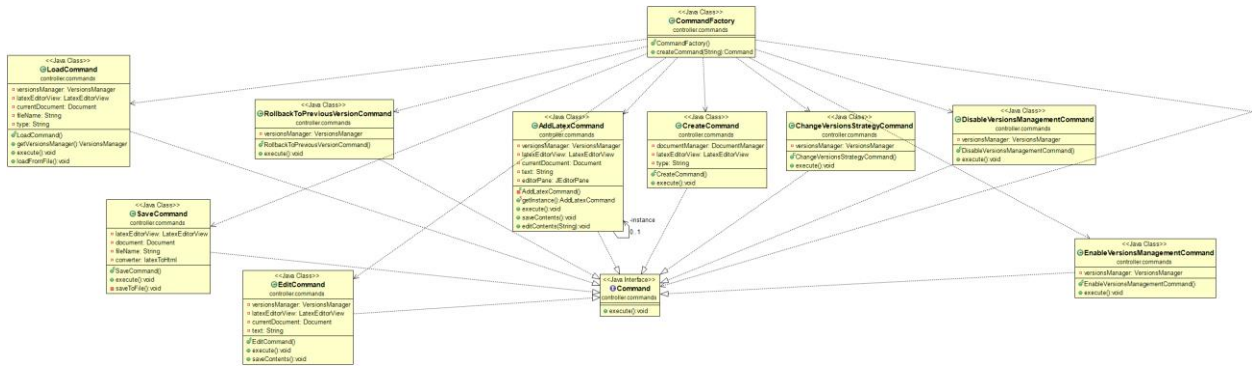 <<Java Class>>
CommandFactory
controller.commands
CommandFactory()
createCommand(String):Command
<<Java Class>>
LoadCommand
controller.commands
versionsManager: VersionsManager
latexEditorView: LatexEditorView
currentDocument: Document
fileName: String
type: String
LoadCommand()
getVersionsManager():VersionsManager
execute():void
loadFromFile():void
<<Java Class>>
RollbackToPreviousVersionCommand
controller.commands
versionsManager: VersionsManager
RollbackToPreviousVersionCommand()
execute():void
<<Java Class>>
AddLatexCommand
controller.commands
versionsManager: VersionsManager
latexEditorView: LatexEditorView
currentDocument: Document
text: String
editorPane: JEditorPane
AddLatexCommand()
getInstance():AddLatexCommand
execute():void
saveContents():void
editContents(String):void
-instance
0..1
<<Java Class>>
CreateCommand
controller.commands
documentManager: DocumentManager
latexEditorView: LatexEditorView
type: String
CreateCommand()
execute():void
<<Java Class>>
ChangeVersionsStrategyCommand
controller.commands
versionsManager: VersionsManager
ChangeVersionsStrategyCommand()
execute():void
<<Java Class>>
DisableVersionsManagementCommand
controller.commands
versionsManager: VersionsManager
DisableVersionsManagementCommand()
execute():void
<<Java Class>>
SaveCommand
controller.commands
latexEditorView: LatexEditorView
document: Document
fileName: String
converter: latexToHtml
SaveCommand()
execute():void
saveToFile():void
<<Java Class>>
EditCommand
controller.commands
versionsManager: VersionsManager
latexEditorView: LatexEditorView
currentDocument: Document
text: String
EditCommand()
execute():void
saveContents():void
<<Java Interface>>
Command
controller.commands
execute():void
<<Java Class>>
EnableVersionsManagementCommand
controller.commands
versionsManager: VersionsManager
EnableVersionsManagementCommand()
execute():void